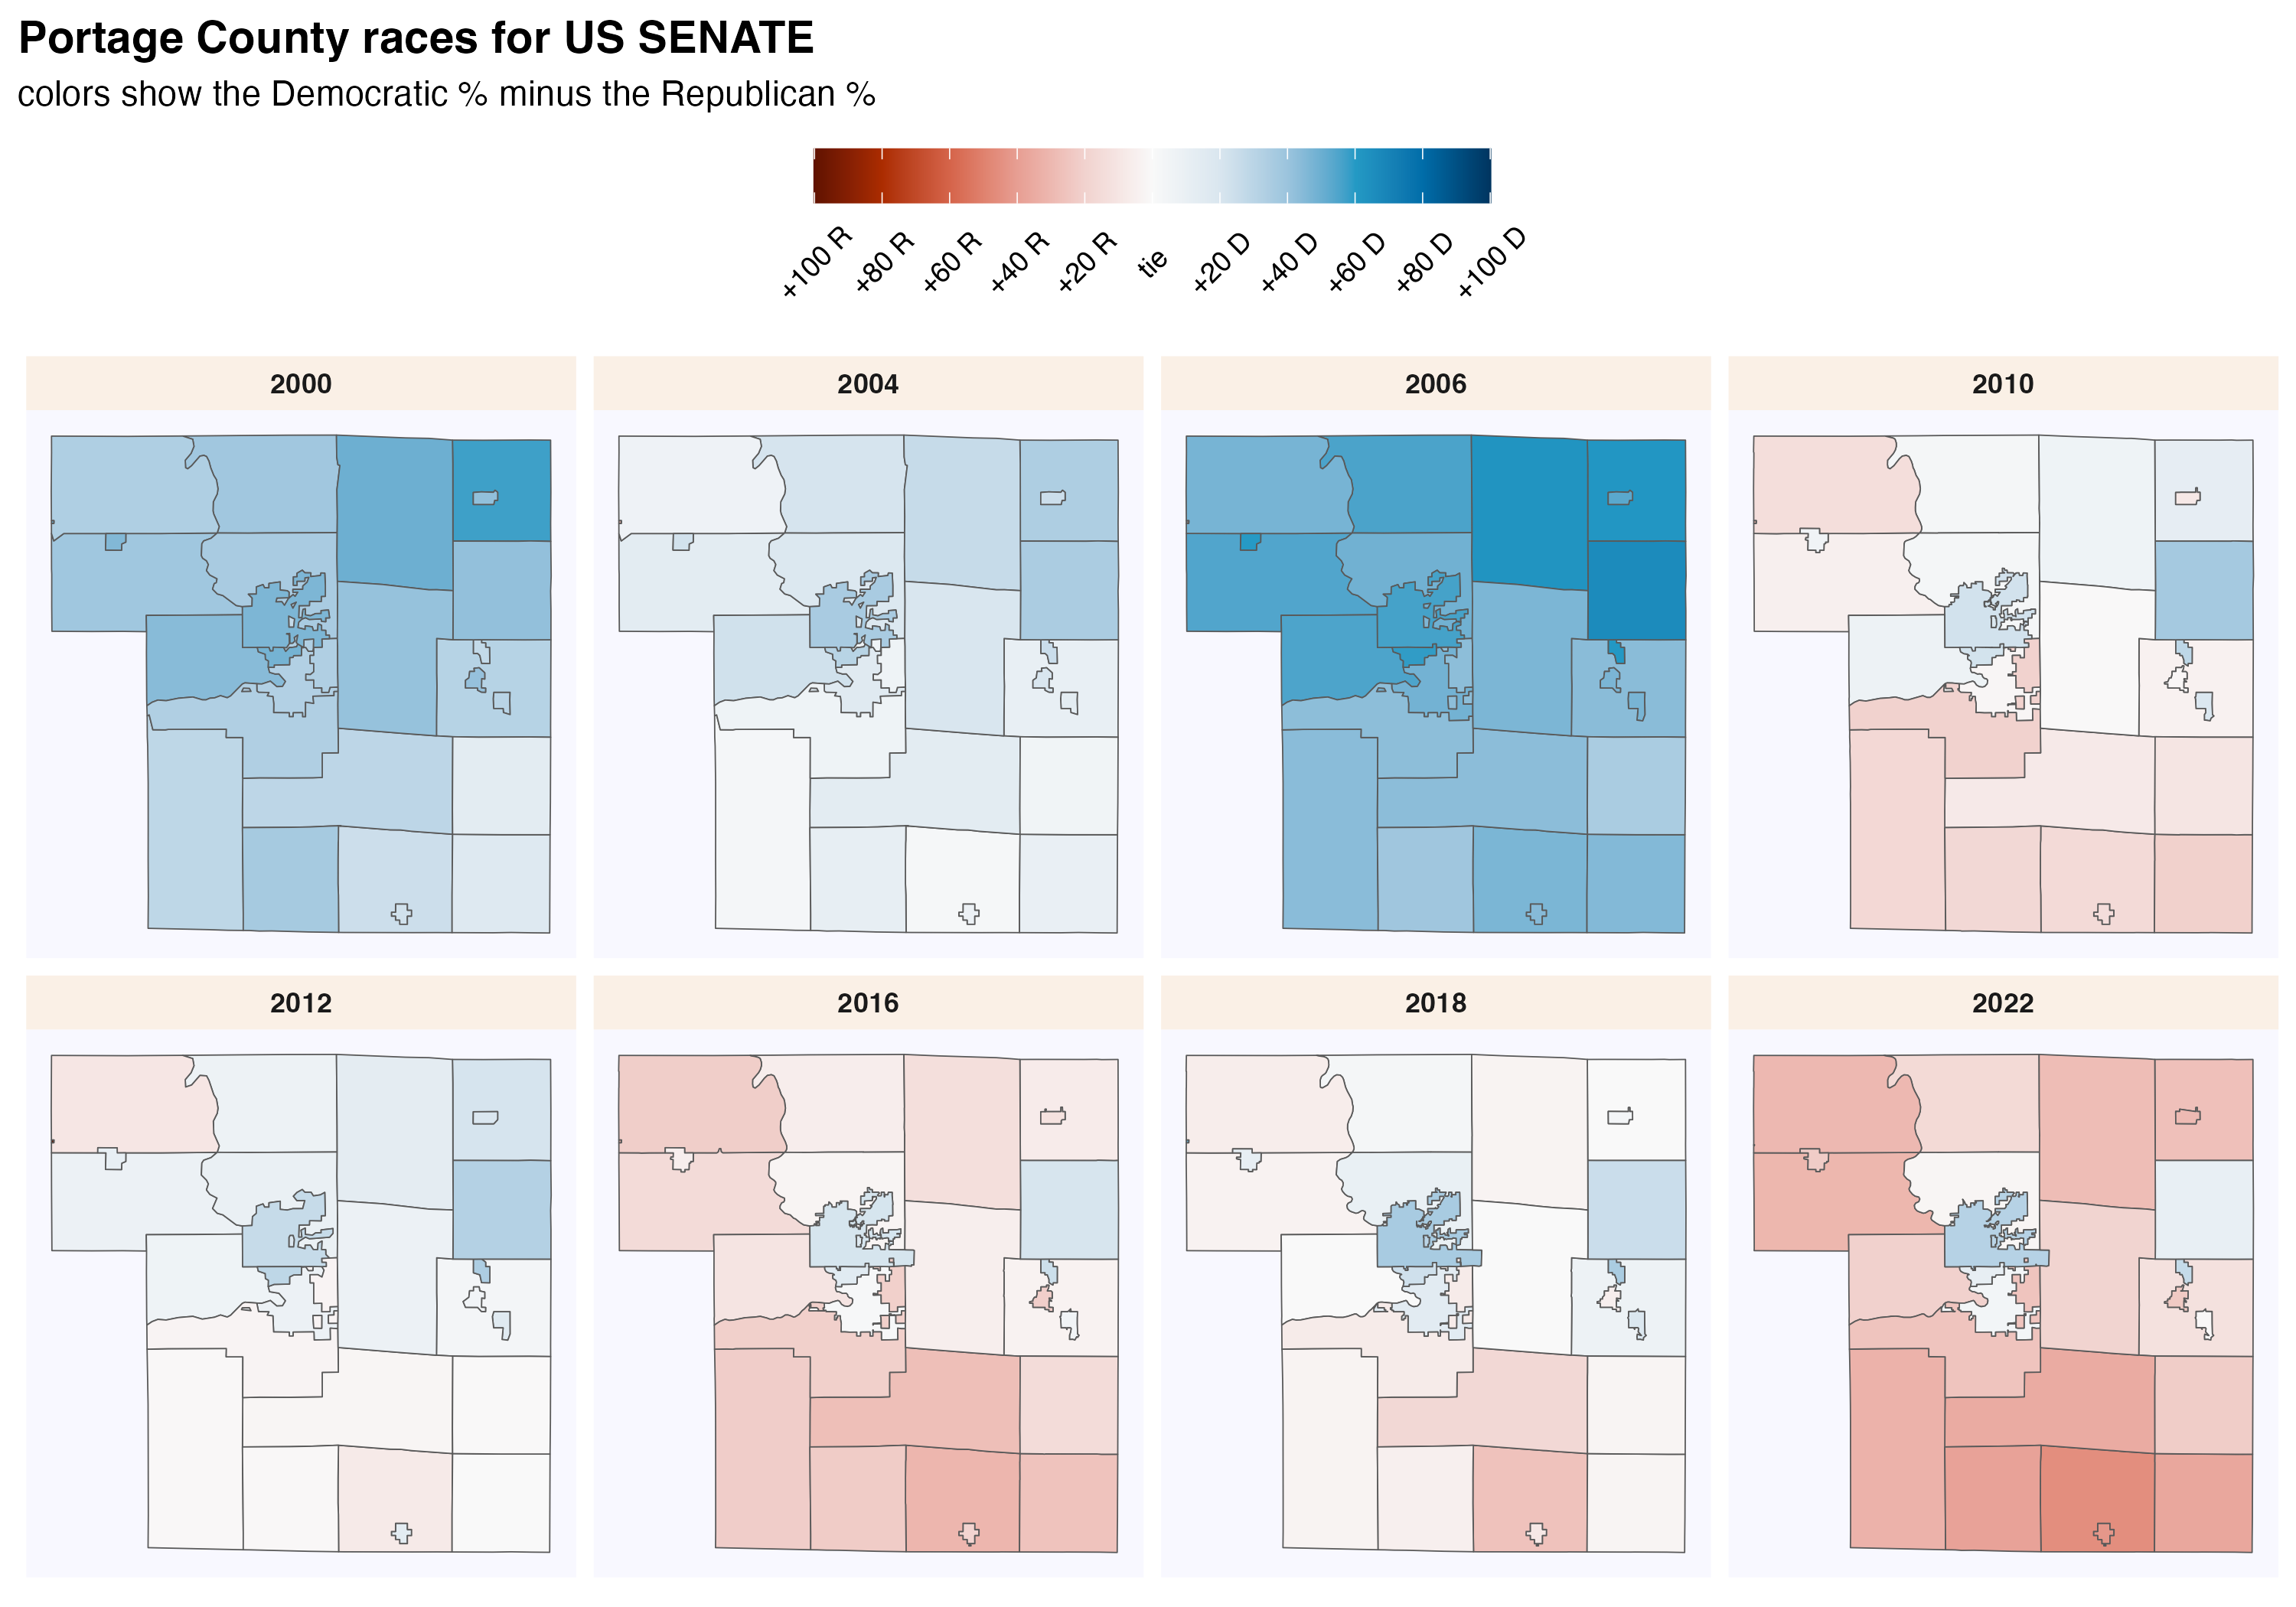 Portage County races for US SENATE
colors show the Democratic % minus the Republican %
+100 R +80 R +60 R +40 R +20 R tie +20 D +40 D +60 D +80 D +100 D
2000 2004 2006 2010
2012 2016 2018 2022